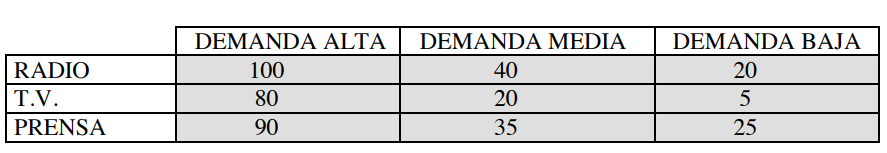 DEMANDA ALTA DEMANDA MEDIA DEMANDA BAJA
RADIO 100 40 20
T.V. 80 20 5
PRENSA 90 35 25